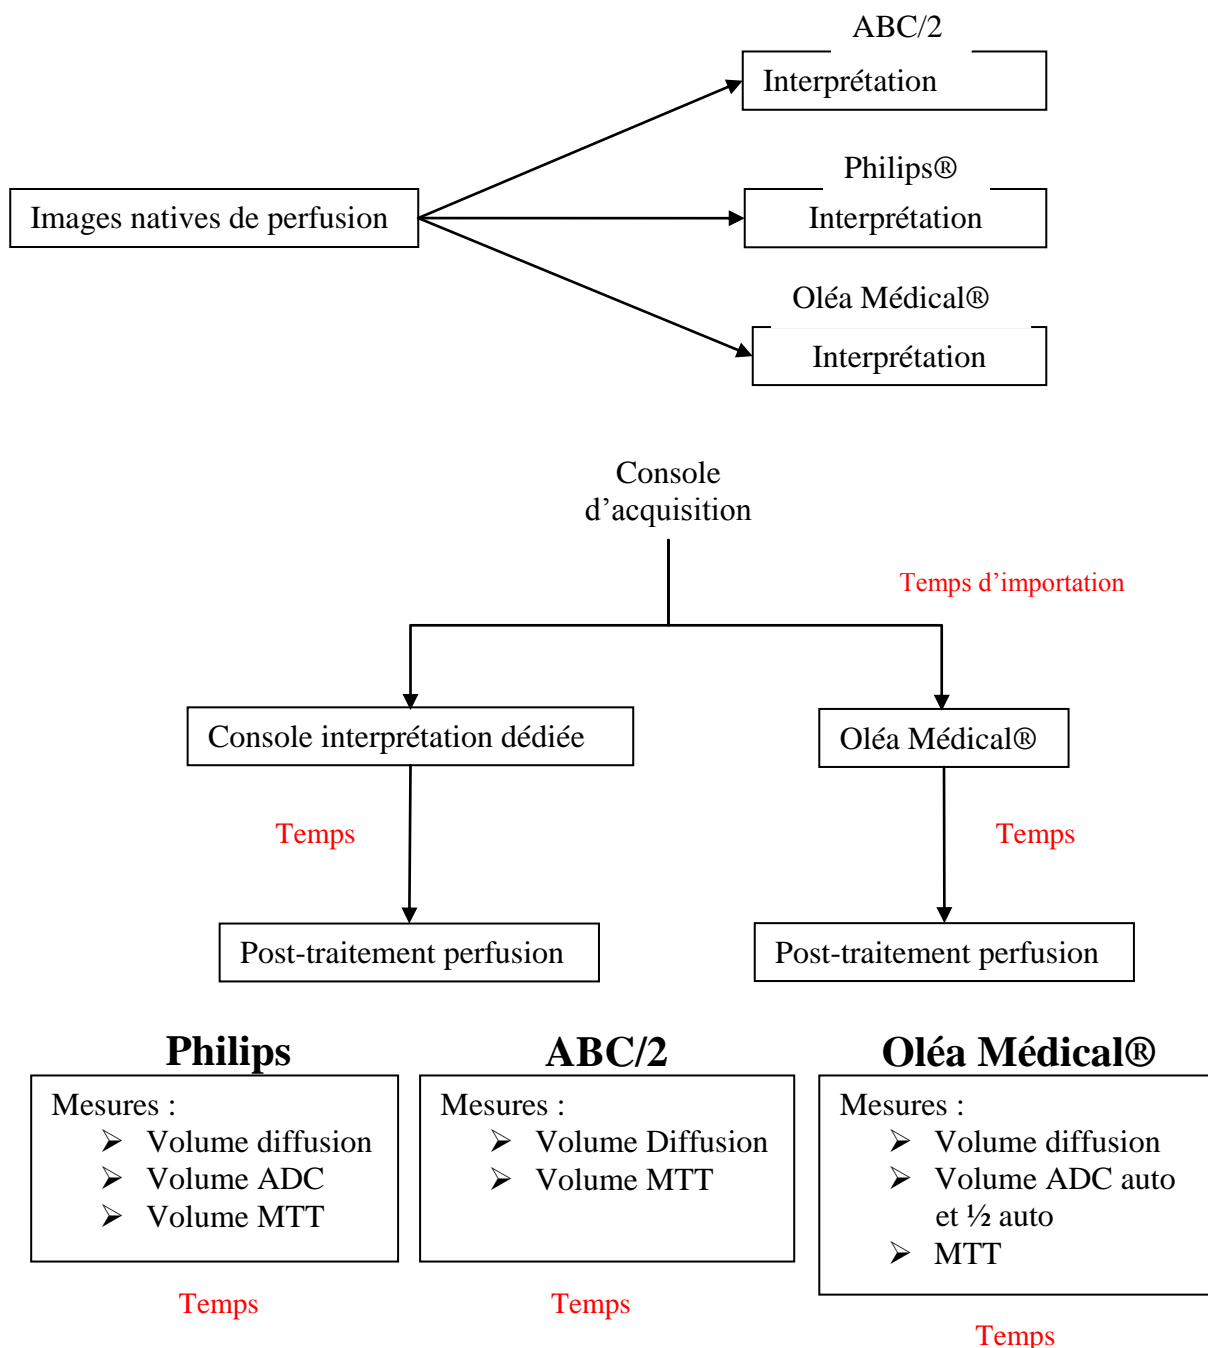 ABC/2
Interprétation
Philips®
Images natives de perfusion
Interprétation
Oléa Médical®
Interprétation
Console
d’acquisition
Temps d’importation
Console interprétation dédiée
Oléa Médical®
Temps
Temps
Post-traitement perfusion
Post-traitement perfusion
Philips
Mesures :
➢ Volume diffusion
➢ Volume ADC
➢ Volume MTT
Temps
ABC/2
Mesures :
➢ Volume Diffusion
➢ Volume MTT
Temps
Oléa Médical®
Mesures :
➢ Volume diffusion
➢ Volume ADC auto
et ½ auto
➢ MTT
Temps